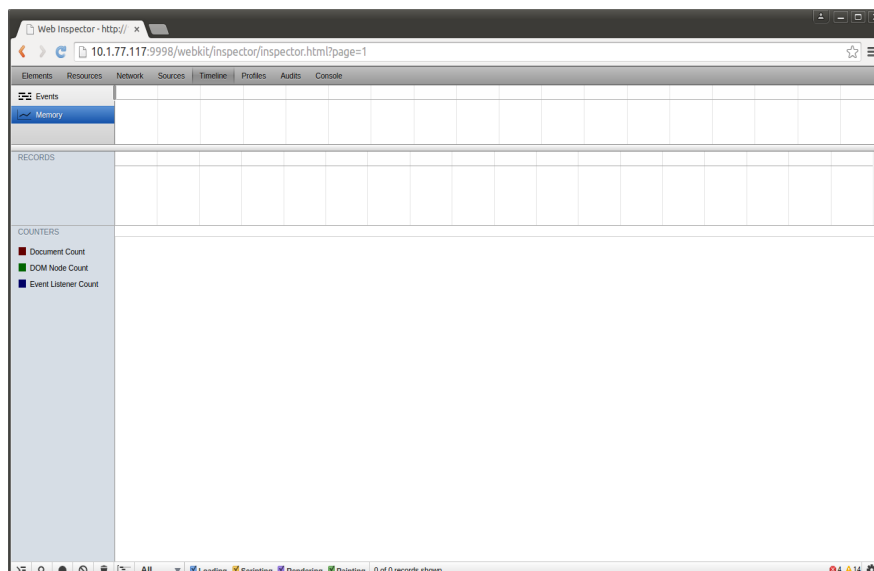 Web Inspector - http://
10.1.77.117:9998/webkit/inspector/inspector.html?page=1
Elements Resources Network Sources Timeline Profiles Audits Console
Events
Memory
RECORDS
COUNTERS
Document Count
DOM Node Count
Event Listener Count
All Loading Scripting Rendering Painting 0 of 0 records shown 4 14